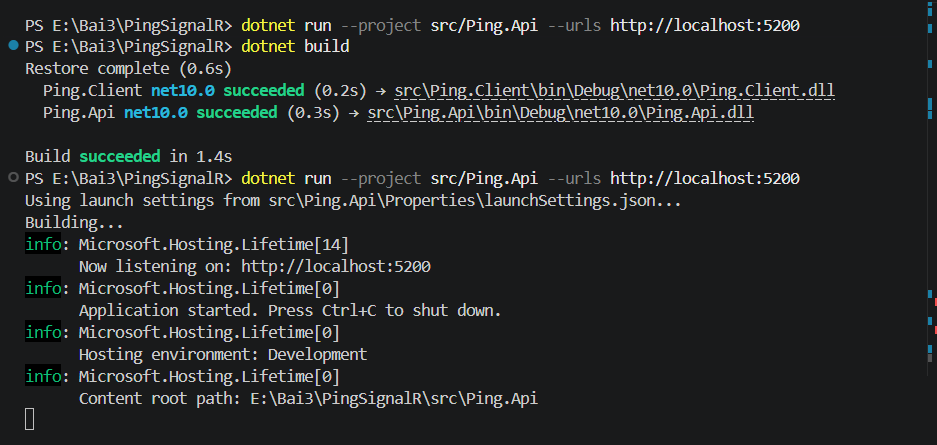 PS E:\Bai3\PingSignalR> dotnet run --project src/Ping.Api --urls http://localhost:5200
PS E:\Bai3\PingSignalR> dotnet build
Restore complete (0.6s)
  Ping.Client net10.0 succeeded (0.2s) → src\Ping.Client\bin\Debug\net10.0\Ping.Client.dll
  Ping.Api net10.0 succeeded (0.3s) → src\Ping.Api\bin\Debug\net10.0\Ping.Api.dll
Build succeeded in 1.4s
PS E:\Bai3\PingSignalR> dotnet run --project src/Ping.Api --urls http://localhost:5200
Using launch settings from src\Ping.Api\Properties\launchSettings.json...
Building...
info: Microsoft.Hosting.Lifetime[14]
      Now listening on: http://localhost:5200
info: Microsoft.Hosting.Lifetime[0]
      Application started. Press Ctrl+C to shut down.
info: Microsoft.Hosting.Lifetime[0]
      Hosting environment: Development
info: Microsoft.Hosting.Lifetime[0]
      Content root path: E:\Bai3\PingSignalR\src\Ping.Api